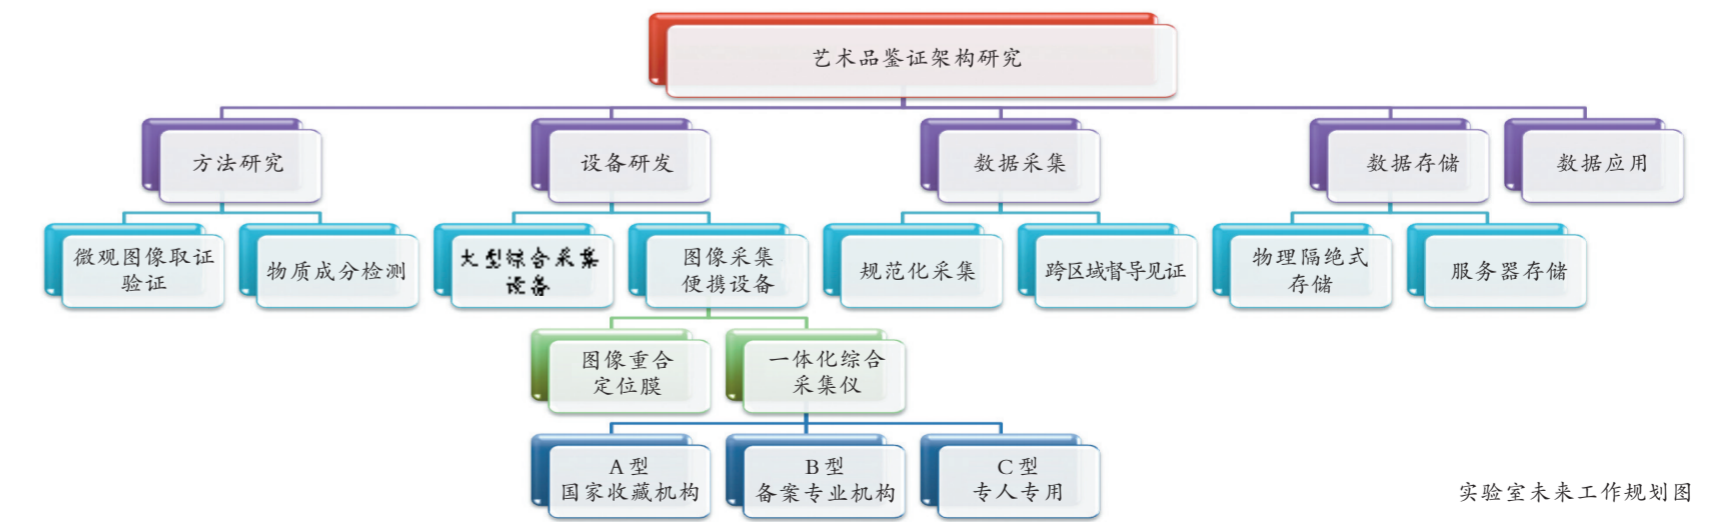 艺术品鉴证架构研究
方法研究
设备研发
数据采集
数据存储
数据应用
微观图像取证
验证
物质成分检测
大型综合采集
设备
图像采集
便携设备
规范化采集
跨区域督导见证
物理隔绝式
存储
服务器存储
图像重合
定位膜
一体化综合
采集仪
A型
国家收藏机构
B型
备案专业机构
C型
专人专用
实验室未来工作规划图